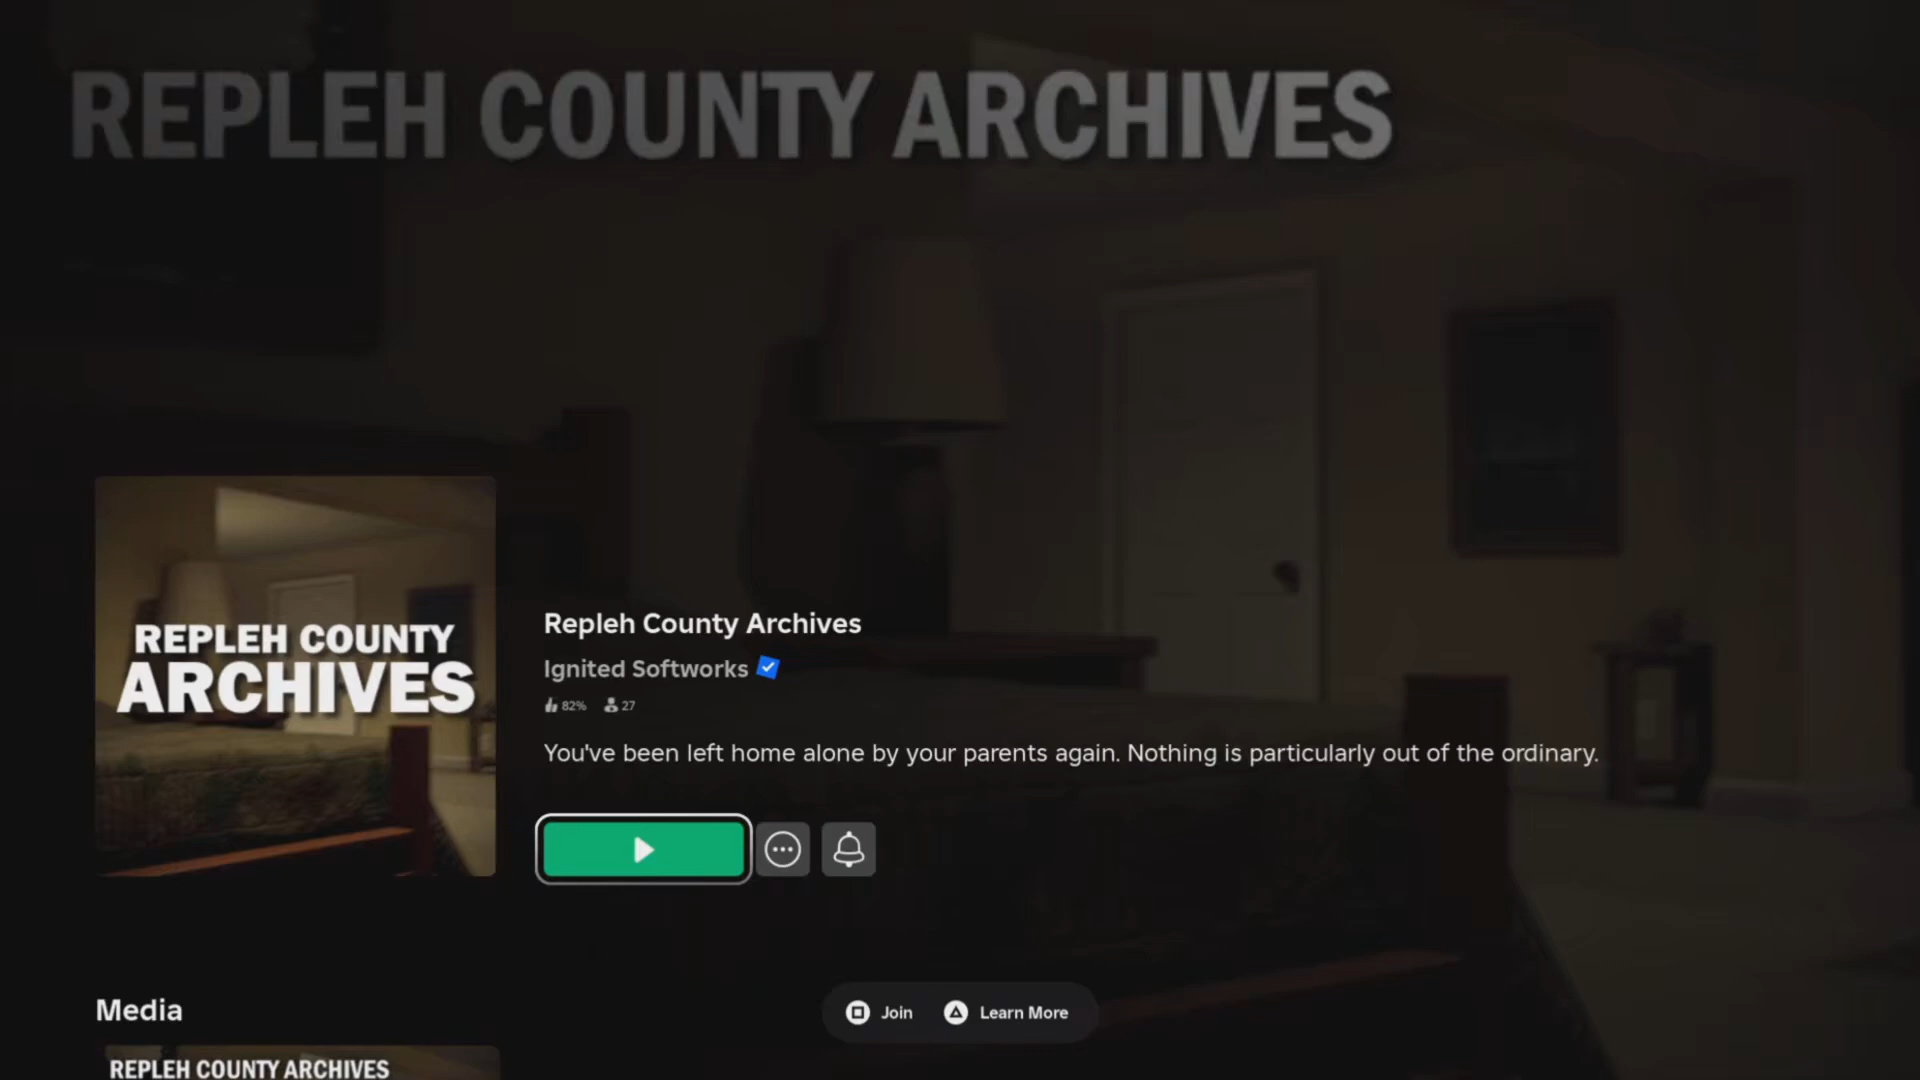 REPLEH COUNTY ARCHIVES
REPLEH COUNTY
ARCHIVES
Repleh County Archives
Ignited Softworks
82% 27
You've been left home alone by your parents again. Nothing is particularly out of the ordinary.
Media
Join Learn More
REPLEH COUNTY ARCHIVES